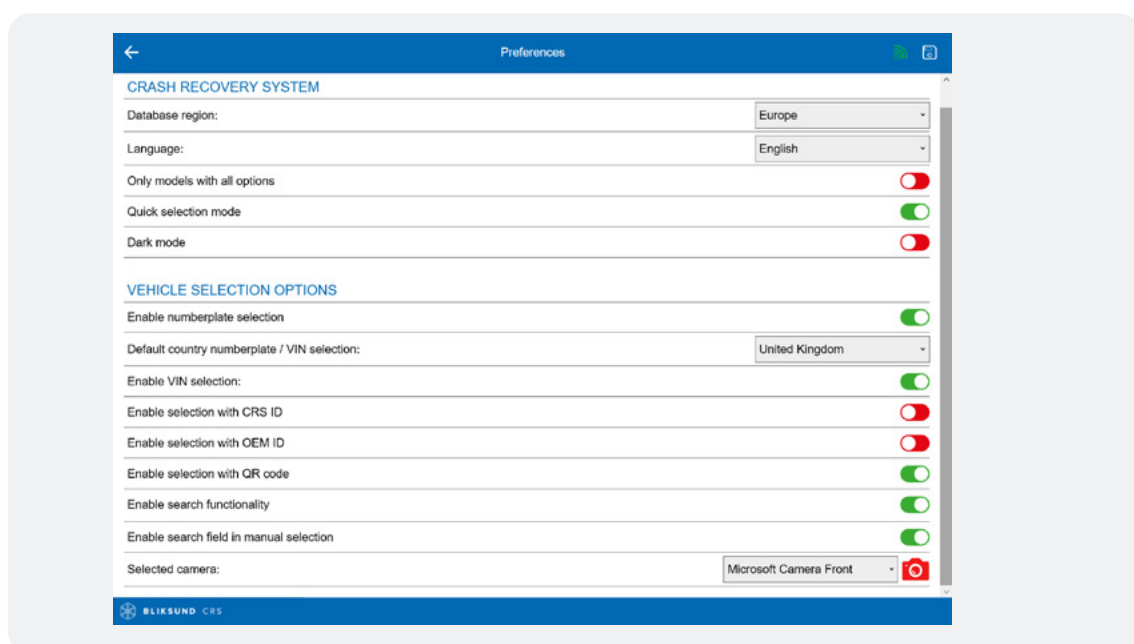 Preferences
CRASH RECOVERY SYSTEM
Database region: Europe
Language: English
Only models with all options
Quick selection mode
Dark mode
VEHICLE SELECTION OPTIONS
Enable numberplate selection
Default country numberplate / VIN selection: United Kingdom
Enable VIN selection:
Enable selection with CRS ID
Enable selection with OEM ID
Enable selection with QR code
Enable search functionality
Enable search field in manual selection
Selected camera: Microsoft Camera Front
BLIKSUND CRS